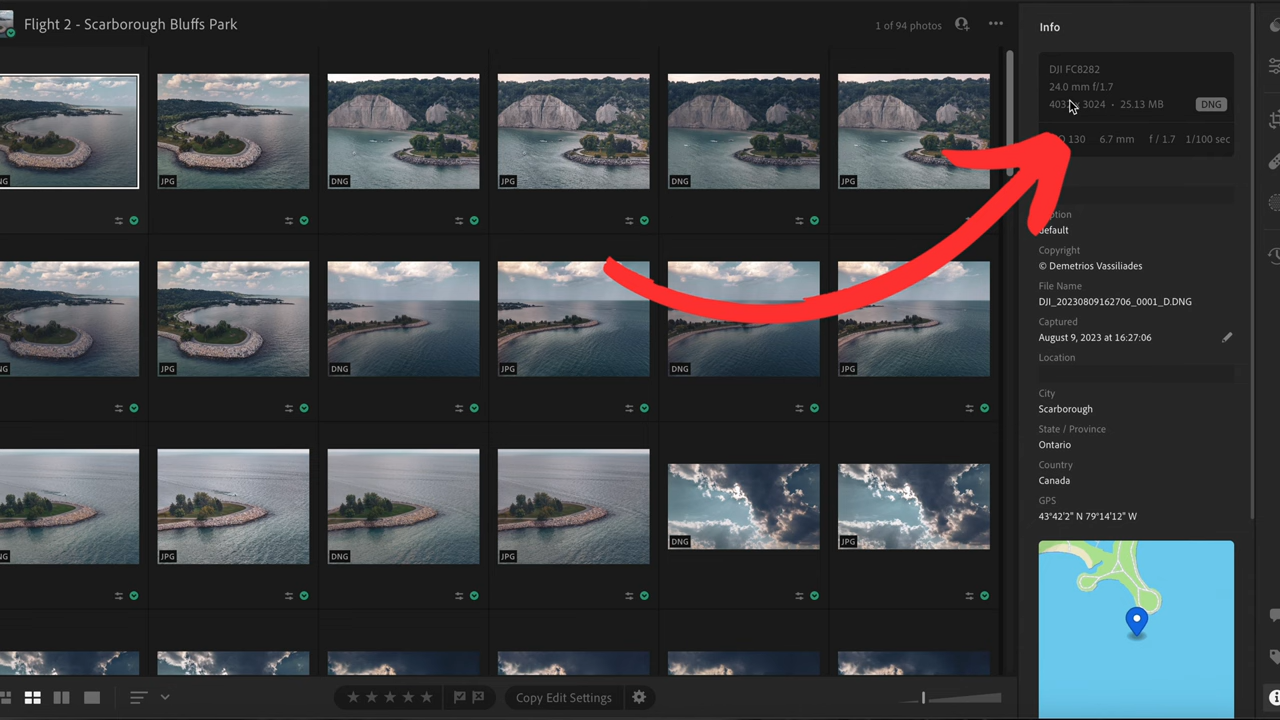 Flight 2 - Scarborough Bluffs Park
1 of 94 photos
JPG
DNG
JPG
DNG
JPG
JPG
DNG
JPG
DNG
JPG
JPG
DNG
JPG
DNG
JPG
Copy Edit Settings
Info
DJI FC8282
24.0 mm f/1.7
3024 • 25.13 MB
DNG
130 6.7 mm f / 1.7 1/100 sec
default
Copyright
© Demetrios Vassiliades
File Name
DJI_20230809162706_0001_D.DNG
Captured
August 9, 2023 at 16:27:06
Location
City
Scarborough
State / Province
Ontario
Country
Canada
GPS
43°42'2" N 79°14'12" W